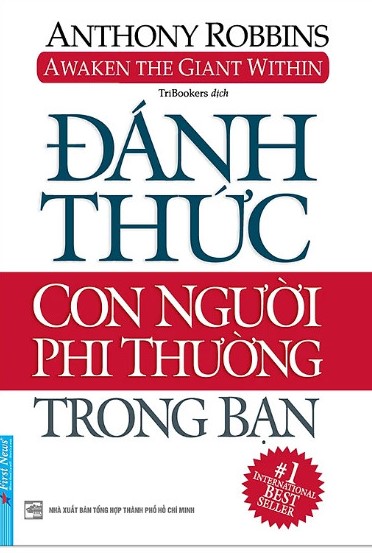 ANTHONY ROBBINS
AWAKEN THE GIANT WITHIN
TriBookers dịch
ĐÁNH
THỨC
CON NGƯỜI
PHI THƯỜNG
TRONG BẠN
#1
INTERNATIONAL
BEST
SELLER
First News
NHÀ XUẤT BẢN TỔNG HỢP THÀNH PHỐ HỒ CHÍ MINH